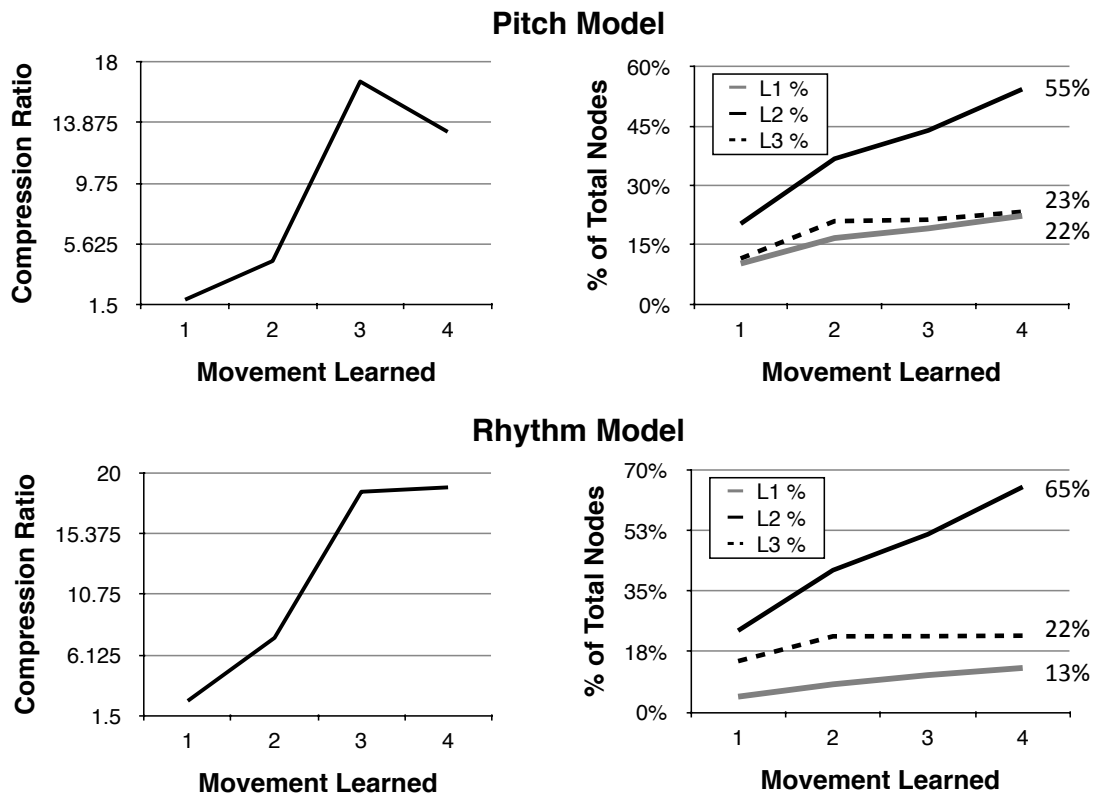 Pitch Model
Compression Ratio
18
13.875
9.75
5.625
1.5
1 2 3 4
Movement Learned
% of Total Nodes
60%
45%
30%
15%
0%
L1 %
L2 %
L3 %
55%
23%
22%
1 2 3 4
Movement Learned
Rhythm Model
Compression Ratio
20
15.375
10.75
6.125
1.5
1 2 3 4
Movement Learned
% of Total Nodes
70%
53%
35%
18%
0%
L1 %
L2 %
L3 %
65%
22%
13%
1 2 3 4
Movement Learned